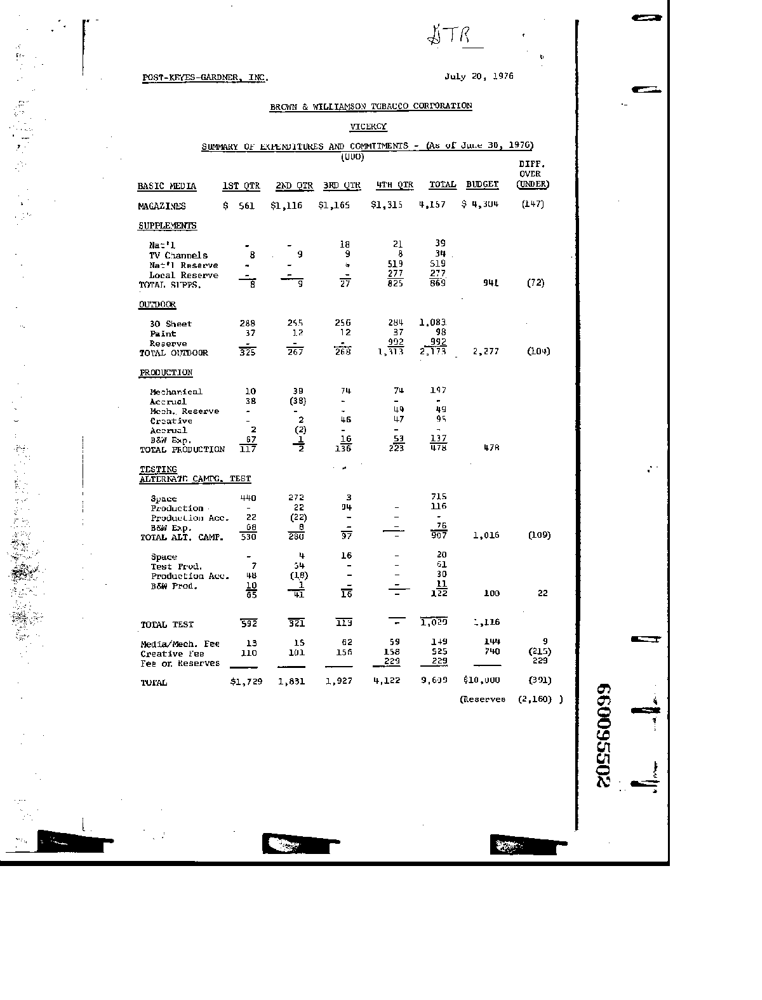 DTR
POST-KEYES-GARDNER, INC. July 20, 1976
BROWN & WILLIAMSON TOBACCO CORPORATION
VICEROY
SUMMARY OF EXPENDITURES AND COMMITMENTS - (As of June 30, 1976)
(000)
DIFF.
OVER
BASIC MEDIA 1ST QTR 2ND QTR 3RD QTR 4TH QTR TOTAL BUDGET (UNDER)
MAGAZINES $ 561 $1,116 $1,165 $1,315 4,157 $ 4,304 (147)
SUPPLEMENTS
Nat'l - - 18 21 39
TV Channels 8 9 9 8 34
Nat'l Reserve - - - 519 519
Local Reserve - - - 277 277
TOTAL SUPPS. 8 9 27 825 869 941 (72)
OUTDOOR
30 Sheet 288 255 256 284 1,083
Paint 37 12 12 37 98
Reserve - - - 992 992
TOTAL OUTDOOR 325 267 268 1,313 2,173 2,277 (104)
PRODUCTION
Mechanical 10 39 74 74 197
Accrual 38 (38) - - -
Mech. Reserve - - - 49 49
Creative - 2 46 47 95
Accrual 2 (2) - - -
B&W Exp. 67 1 16 53 137
TOTAL PRODUCTION 117 2 136 223 478 478
TESTING
ALTERNATE CAMPG. TEST
Space 440 272 3 715
Production - 22 94 - 116
Production Acc. 22 (22) - - -
B&W Exp. 68 8 - - 76
TOTAL ALT. CAMP. 530 280 97 - 907 1,016 (109)
Space - 4 16 - 20
Test Prod. 7 54 - - 61
Production Acc. 48 (18) - - 30
B&W Prod. 10 1 - - 11
65 41 16 - 122 100 22
TOTAL TEST 592 321 113 - 1,029 1,116
Media/Mech. Fee 13 15 62 59 149 144 9
Creative Fee 110 101 156 158 525 740 (215)
Fee on Reserves 229 229 229
TOTAL $1,729 1,831 1,927 4,122 9,609 $10,000 (391)
(Reserves (2,160) )
660095502